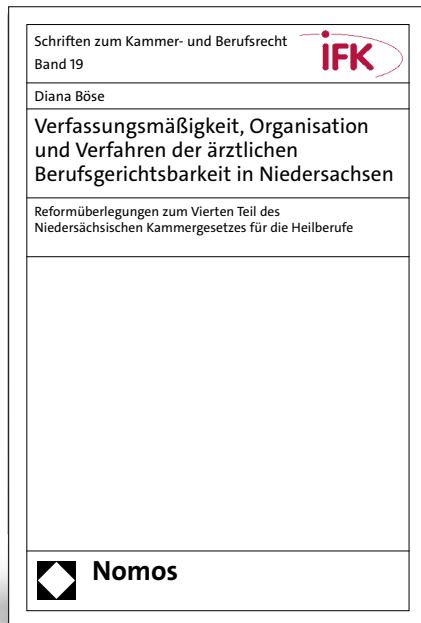 Schriften zum Kammer- und Berufsrecht
Band 19
IFK
Diana Böse
Verfassungsmäßigkeit, Organisation
und Verfahren der ärztlichen
Berufsgerichtsbarkeit in Niedersachsen
Reformüberlegungen zum Vierten Teil des
Niedersächsischen Kammergesetzes für die Heilberufe
Nomos